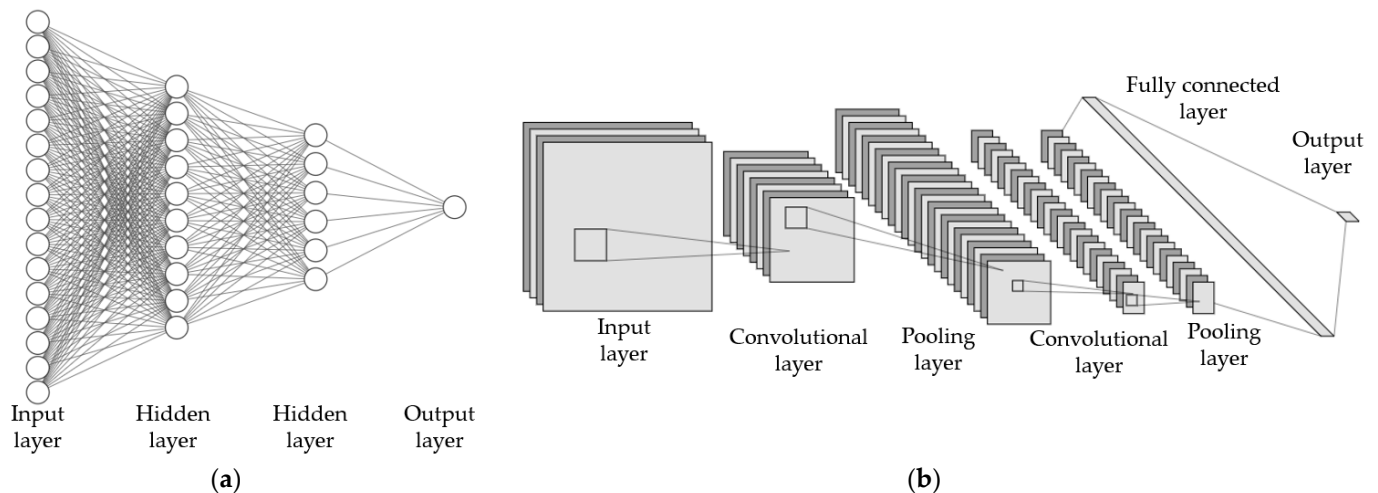 Input
layer
Hidden
layer
Hidden
layer
Output
layer
(a)
Input
layer
Convolutional
layer
Pooling
layer
Convolutional
layer
Pooling
layer
Fully connected
layer
Output
layer
(b)